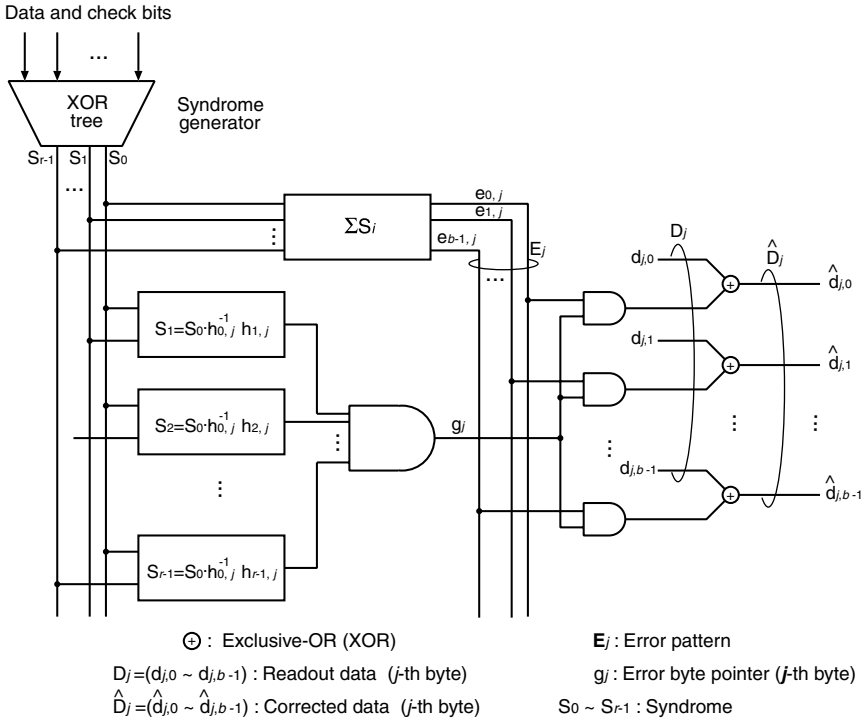 Data and check bits
...
XOR
tree
Syndrome
generator
Sr-1 S1 S0
...
ΣSi
⋮
e0, j
e1, j
eb-1, j
Ej
...
S1=S0·h0, j^-1 h1, j
S2=S0·h0, j^-1 h2, j
⋮
Sr-1=S0·h0, j^-1 hr-1, j
⋮
gj
Dj
D̂j
dj,0
+
d̂j,0
dj,1
+
d̂j,1
⋮ ⋮ ⋮
dj,b-1
+
d̂j,b-1
⊕ : Exclusive-OR (XOR)
Ej : Error pattern
Dj=(dj,0 ~ dj,b-1) : Readout data (j-th byte)
gj : Error byte pointer (j-th byte)
D̂j=(d̂j,0 ~ d̂j,b-1) : Corrected data (j-th byte)
S0 ~ Sr-1 : Syndrome